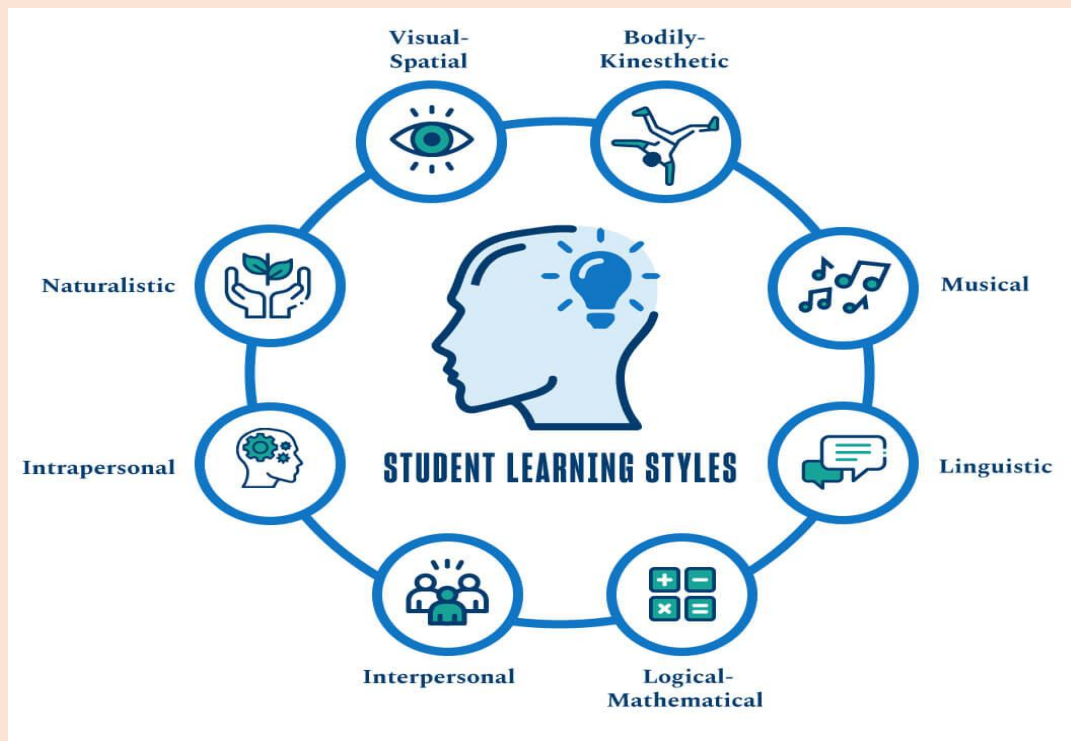 Visual-
Spatial
Bodily-
Kinesthetic
Naturalistic
Musical
STUDENT LEARNING STYLES
Intrapersonal
Linguistic
Interpersonal
Logical-
Mathematical